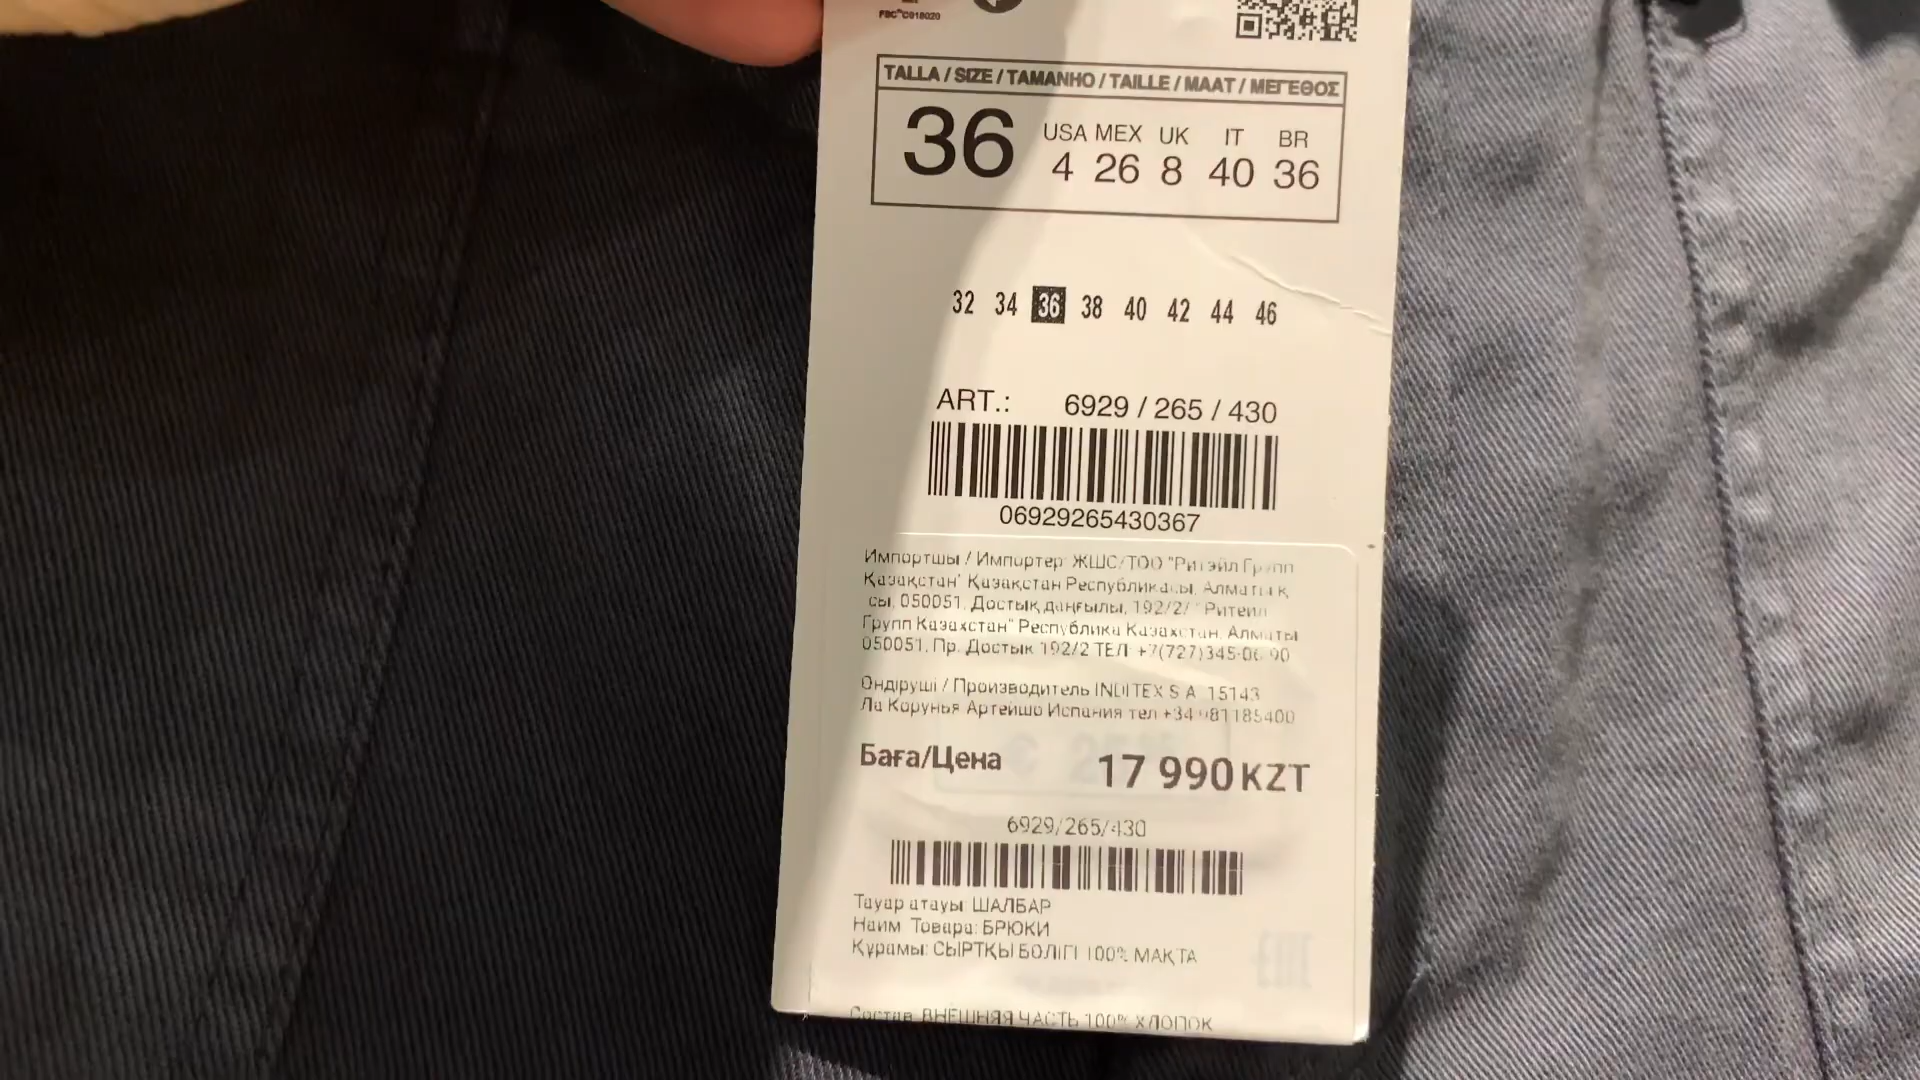 FSC™ C018020
TALLA / SIZE / TAMANHO / TAILLE / MAAT / ΜΕΓΕΘΟΣ
36
USA MEX UK IT BR
4 26 8 40 36
32 34 36 38 40 42 44 46
ART.: 6929 / 265 / 430
06929265430367
Импортшы / Импортер: ЖШС/ТОО "Ритэйл Групп
Қазақстан" Қазақстан Республикасы, Алматы қ
сы, 050051, Достық даңғылы, 192/2/ " Ритейл
Групп Казахстан" Республика Казахстан, Алматы
050051, Пр. Достык 192/2 ТЕЛ: +7(727)345-06-90
Өндіруші / Производитель INDITEX S.A. 15143
Ла Корунья Артейшо Испания тел +34 981185400
Баға/Цена 17 990 KZT
6929/265/430
Тауар атауы: ШАЛБАР
Наим. Товара: БРЮКИ
Құрамы: СЫРТҚЫ БӨЛІГІ 100% МАҚТА
Состав: ВНЕШНЯЯ ЧАСТЬ 100% ХЛОПОК